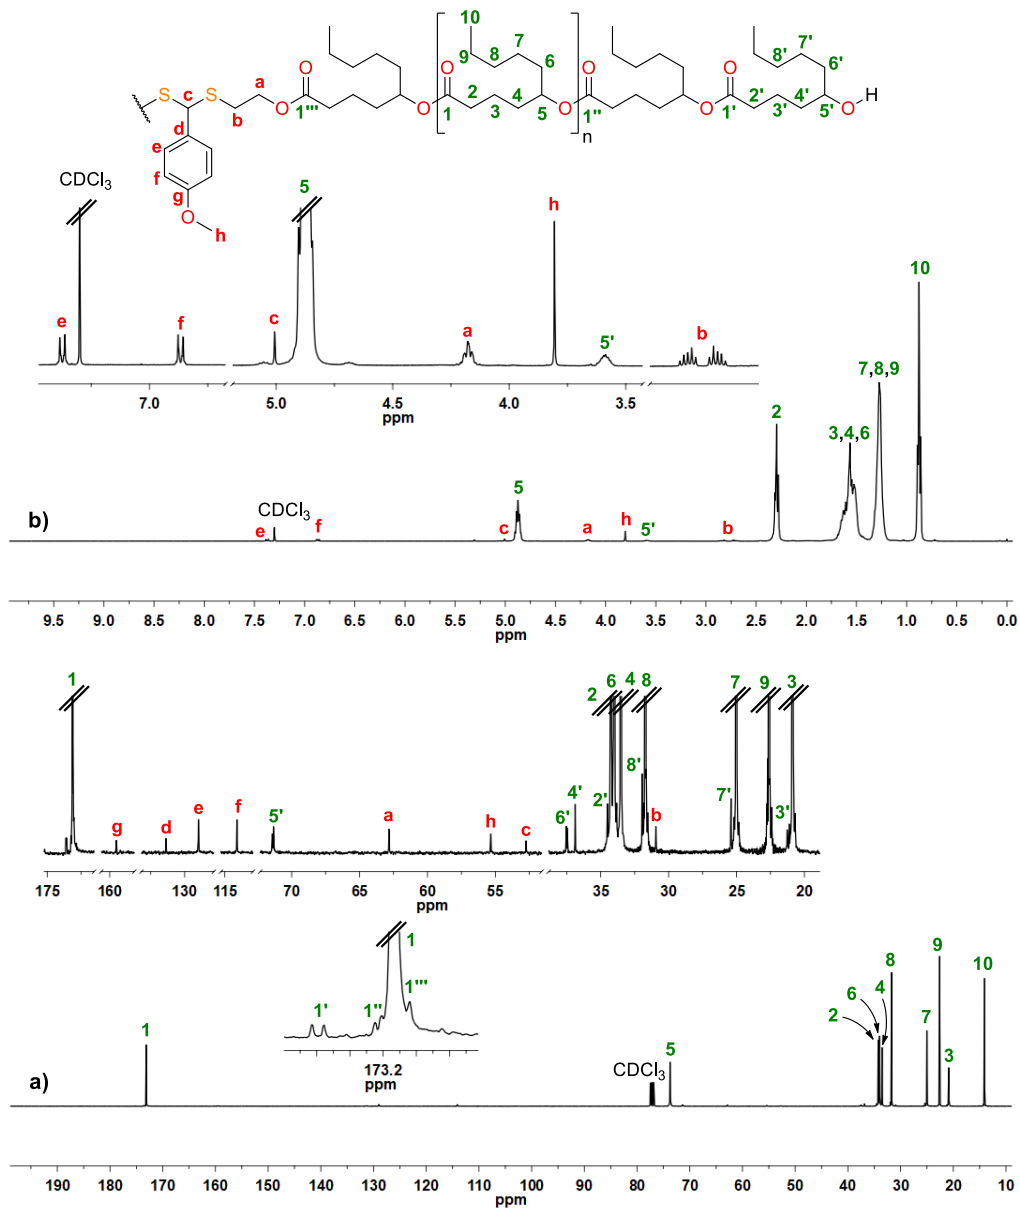 10
7
7'
9
8
6
8'
6'
O
O
O
O
S
c
S
a
2
4
2'
4'
O
O
O
O
OH
b
1''''
1
3
5
1''
1'
3'
5'
n
d
e
f
g
O
h
CDCl3
5
h
e
f
c
a
5'
b
7.0
5.0
4.5
4.0
3.5
ppm
10
7,8,9
2
3,4,6
b)
CDCl3
e
f
5
c
a
h
5'
b
9.5 9.0 8.5 8.0 7.5 7.0 6.5 6.0 5.5 5.0 4.5 4.0 3.5 3.0 2.5 2.0 1.5 1.0 0.5 0.0
ppm
1
2
6
4
8
7
9
3
g
d
e
f
5'
a
h
c
6'
4'
2'
8'
b
7'
3'
175 160 130 115 70 65 60 55 35 30 25 20
ppm
1
1'
1''
1'''
173.2
ppm
a)
1
CDCl3
5
2
6
4
8
7
9
3
10
190 180 170 160 150 140 130 120 110 100 90 80 70 60 50 40 30 20 10
ppm